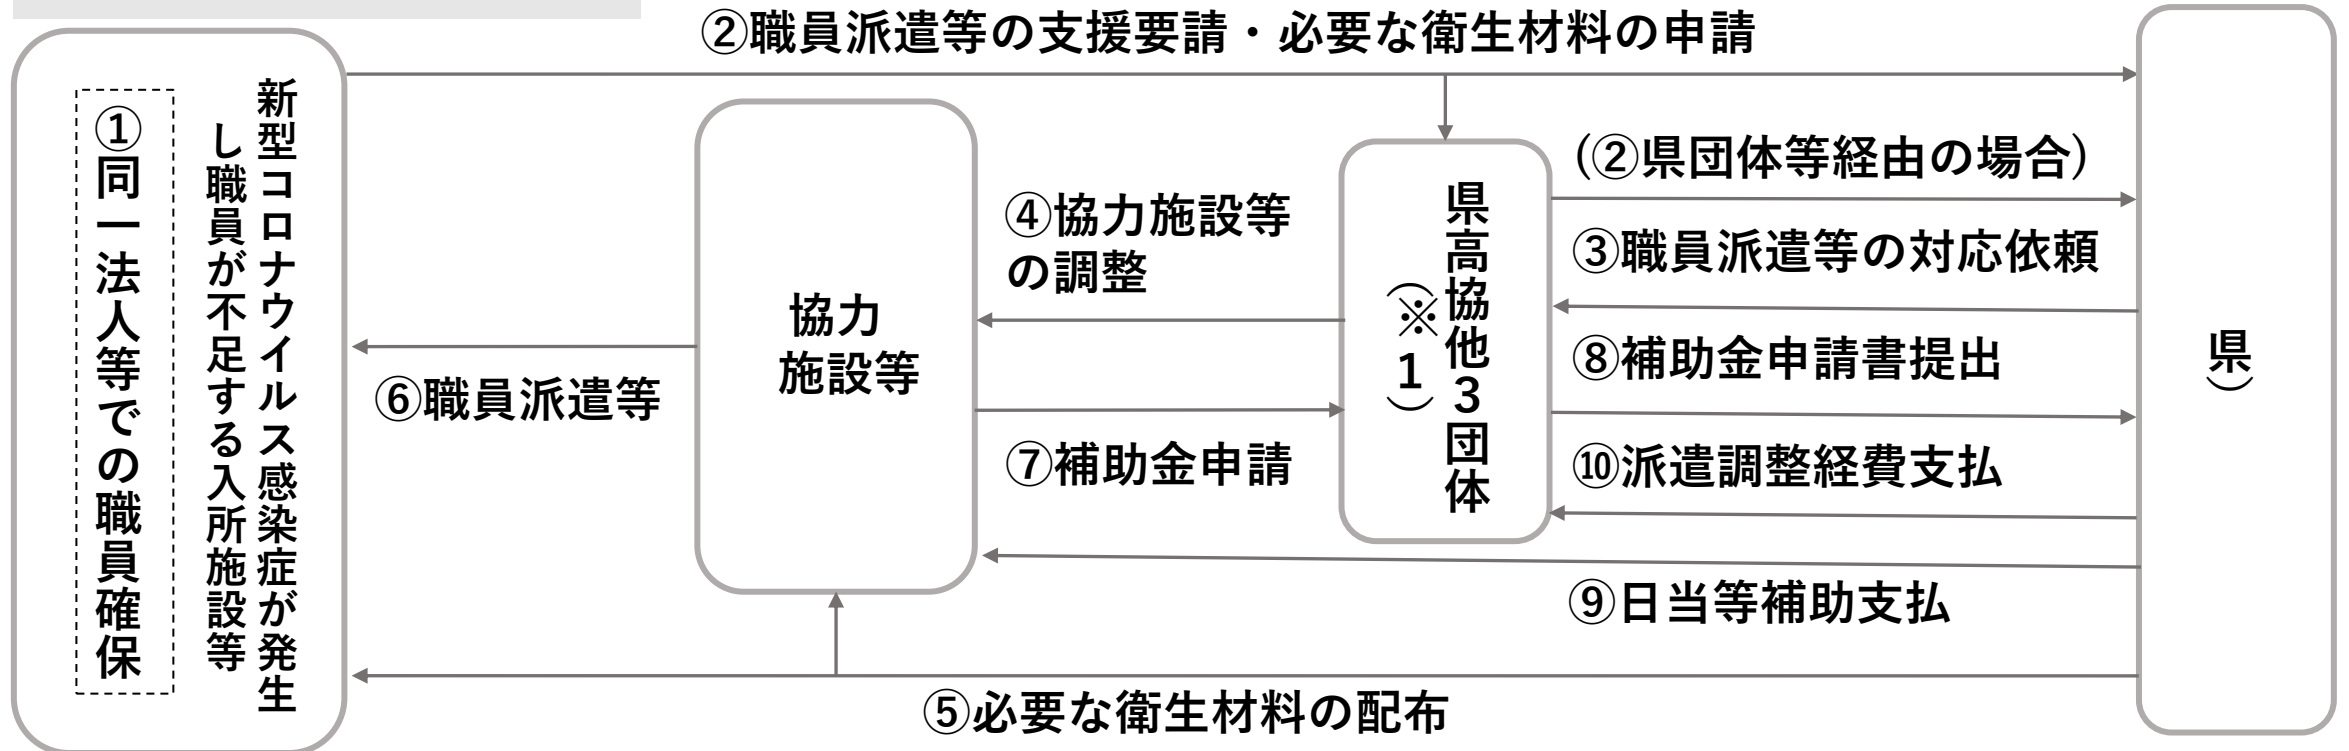 ②職員派遣等の支援要請・必要な衛生材料の申請
新型コロナウイルス感染症が発生
し職員が不足する入所施設等
①同一法人等での職員確保
協力
施設等
④協力施設等
の調整
県高協他３団体
（※１）
（②県団体等経由の場合）
③職員派遣等の対応依頼
⑧補助金申請書提出
⑩派遣調整経費支払
県）
⑥職員派遣等
⑦補助金申請
⑨日当等補助支払
⑤必要な衛生材料の配布